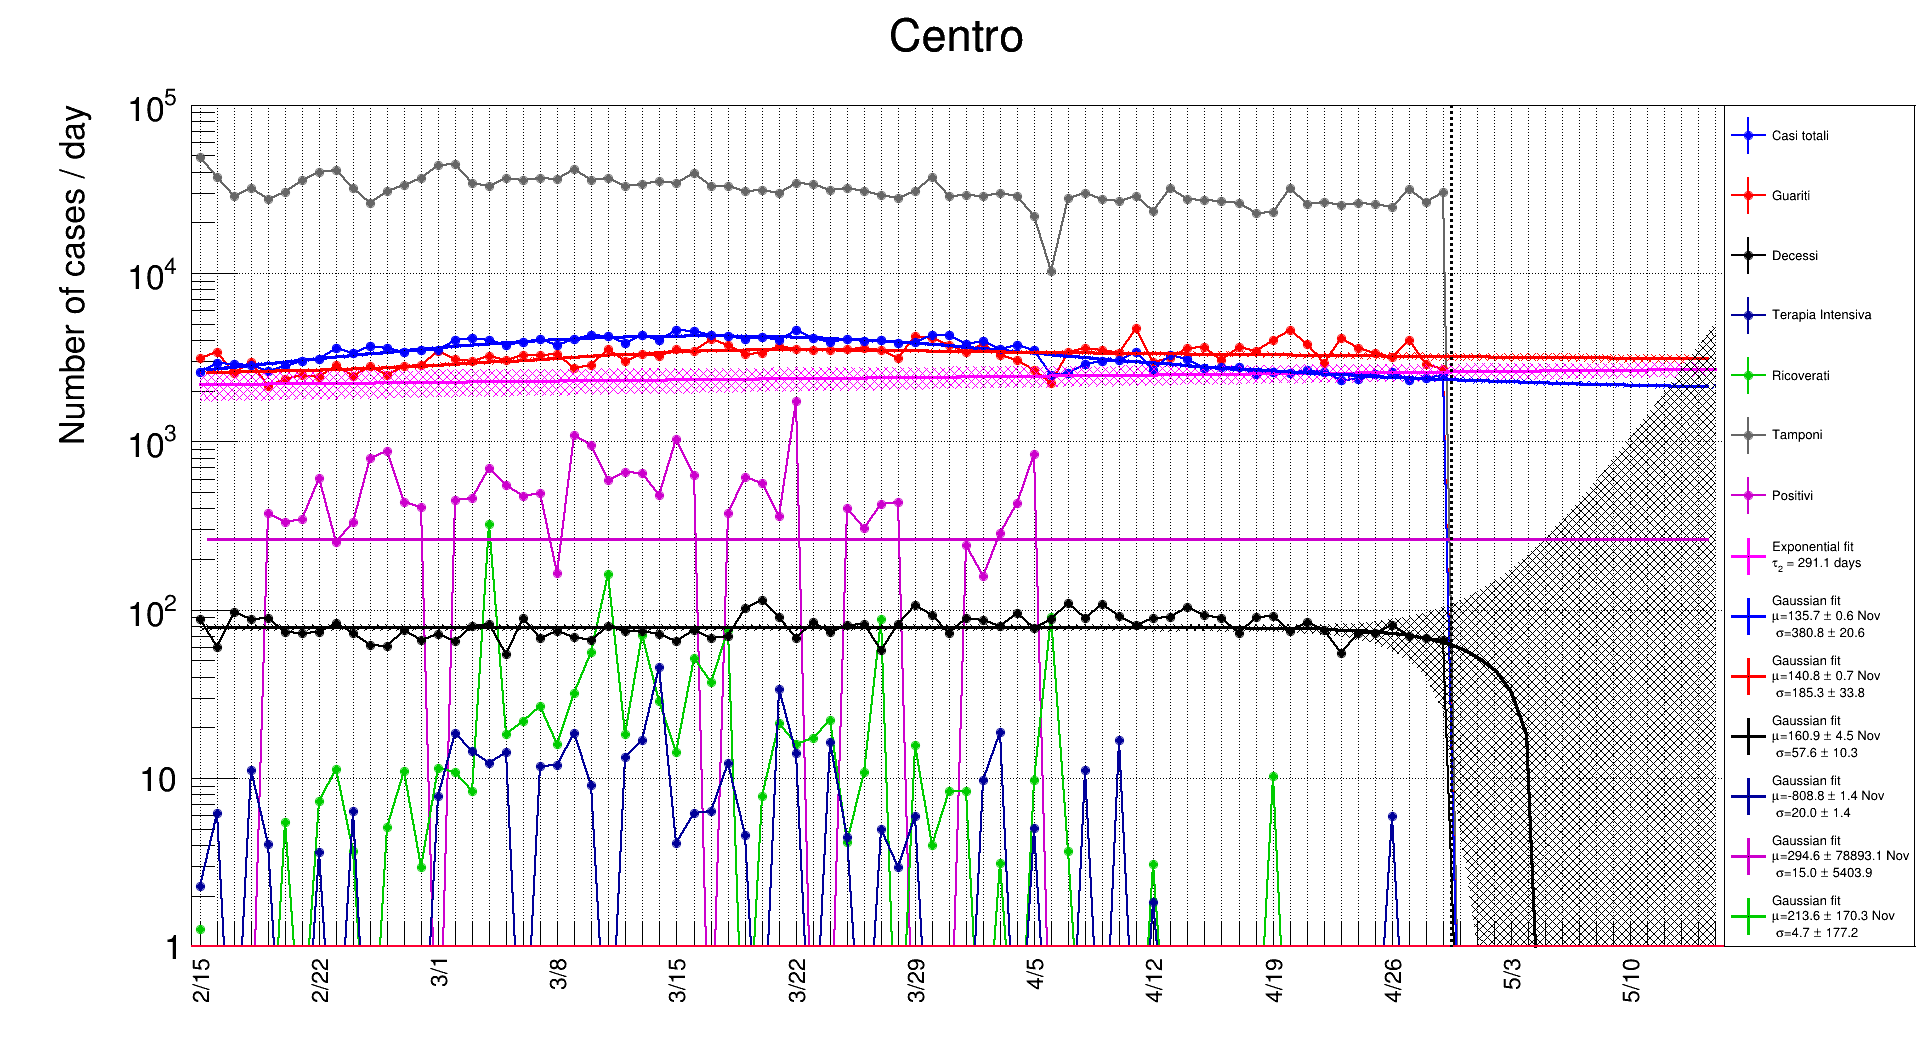 Centro
Number of cases / day
10^5
10^4
10^3
10^2
10
1
2/15
2/22
3/1
3/8
3/15
3/22
3/29
4/5
4/12
4/19
4/26
5/3
5/10
Casi totali
Guariti
Decessi
Terapia Intensiva
Ricoverati
Tamponi
Positivi
Exponential fit
τ₂ = 291.1 days
Gaussian fit
μ=135.7 ± 0.6 Nov
σ=380.8 ± 20.6
Gaussian fit
μ=140.8 ± 0.7 Nov
σ=185.3 ± 33.8
Gaussian fit
μ=160.9 ± 4.5 Nov
σ=57.6 ± 10.3
Gaussian fit
μ=-808.8 ± 1.4 Nov
σ=20.0 ± 1.4
Gaussian fit
μ=294.6 ± 78893.1 Nov
σ=15.0 ± 5403.9
Gaussian fit
μ=213.6 ± 170.3 Nov
σ=4.7 ± 177.2